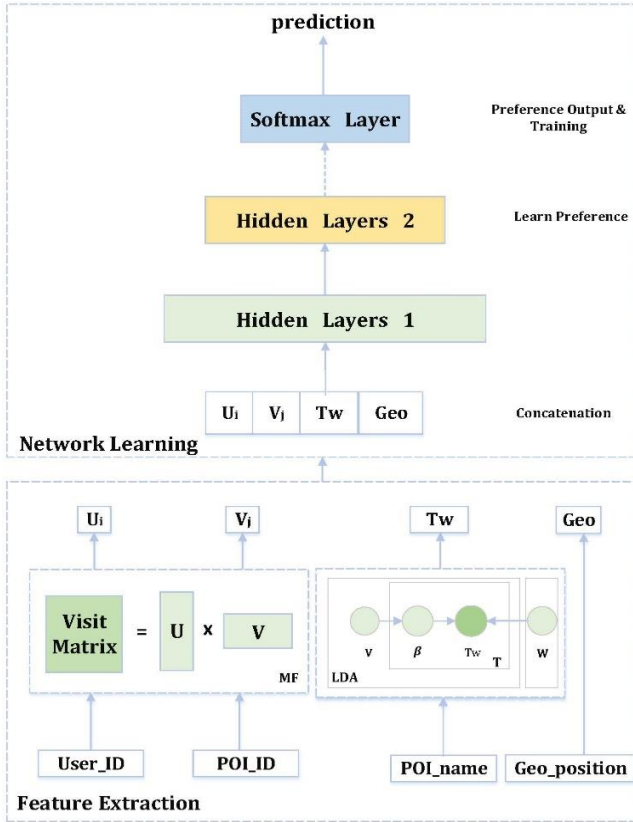 prediction
Softmax Layer
Preference Output &
Training
Hidden Layers 2
Learn Preference
Hidden Layers 1
Ui Vj Tw Geo
Concatenation
Network Learning
Ui Vj Tw Geo
Visit
Matrix = U x V
MF
v β Tw T W
LDA
User_ID POI_ID POI_name Geo_position
Feature Extraction